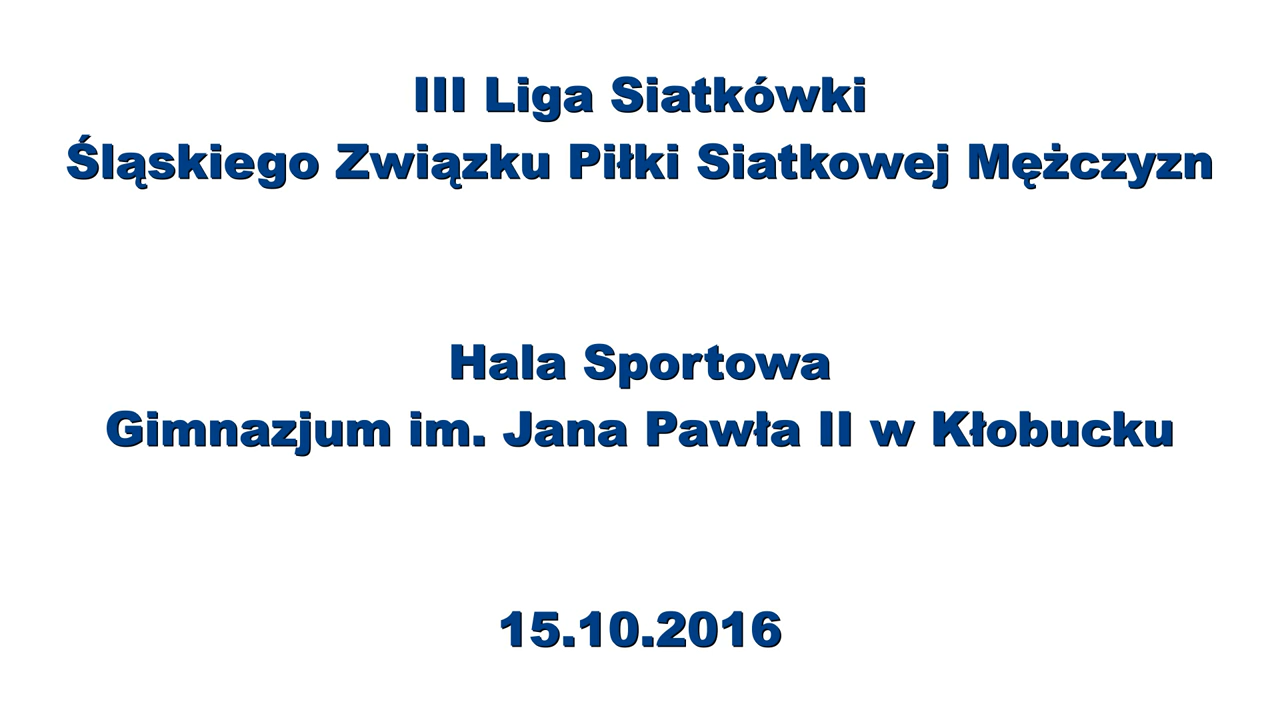 III Liga Siatkówki
Śląskiego Związku Piłki Siatkowej Mężczyzn
Hala Sportowa
Gimnazjum im. Jana Pawła II w Kłobucku
15.10.2016